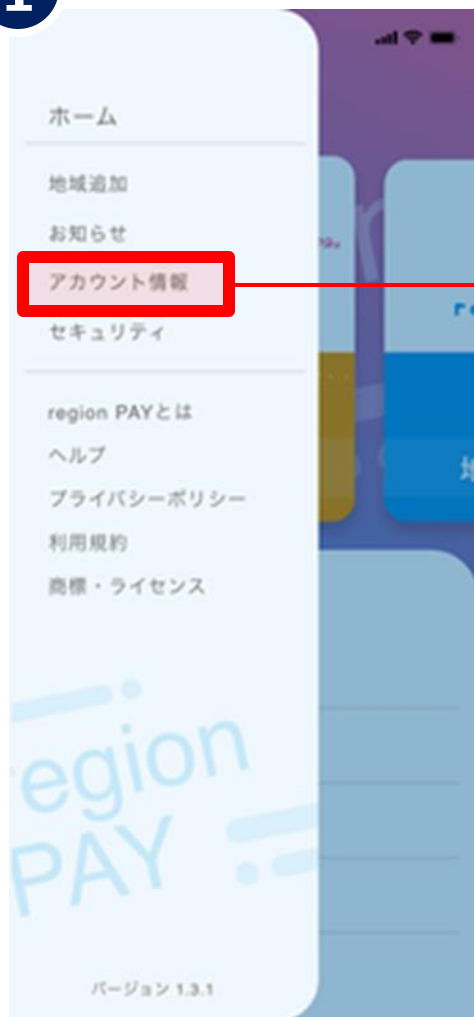 1
ホーム
地域追加
お知らせ
アカウント情報
セキュリティ
region PAYとは
ヘルプ
プライバシーポリシー
利用規約
商標・ライセンス
region
PAY
バージョン 1.3.1
地